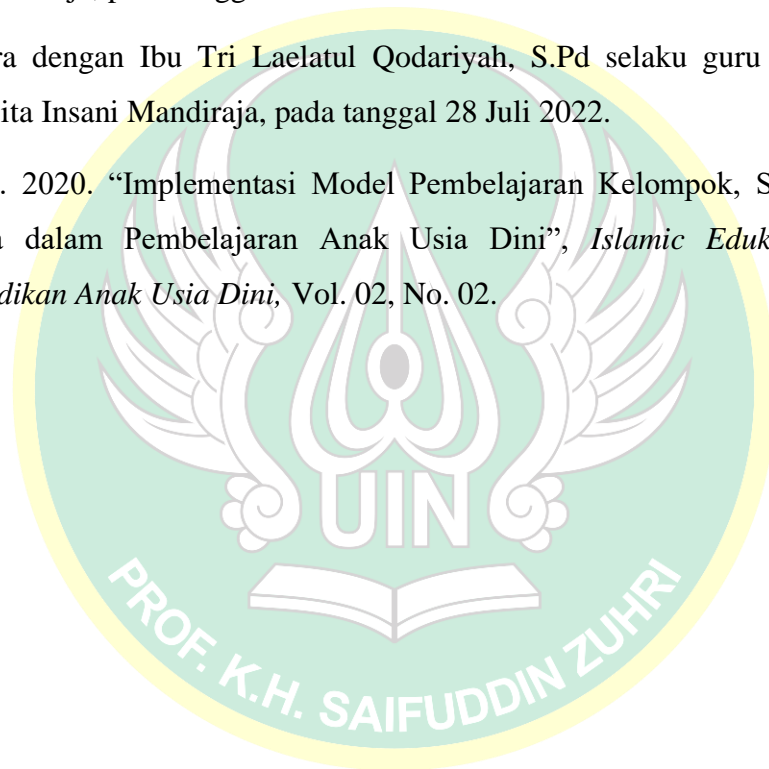 ra dengan Ibu Tri Laelatul Qodariyah, S.Pd selaku guru
ita Insani Mandiraja, pada tanggal 28 Juli 2022.
. 2020. “Implementasi Model Pembelajaran Kelompok, S
a dalam Pembelajaran Anak Usia Dini”, Islamic Eduk
dikan Anak Usia Dini, Vol. 02, No. 02.
UIN
PROF. K.H. SAIFUDDIN ZUHRI